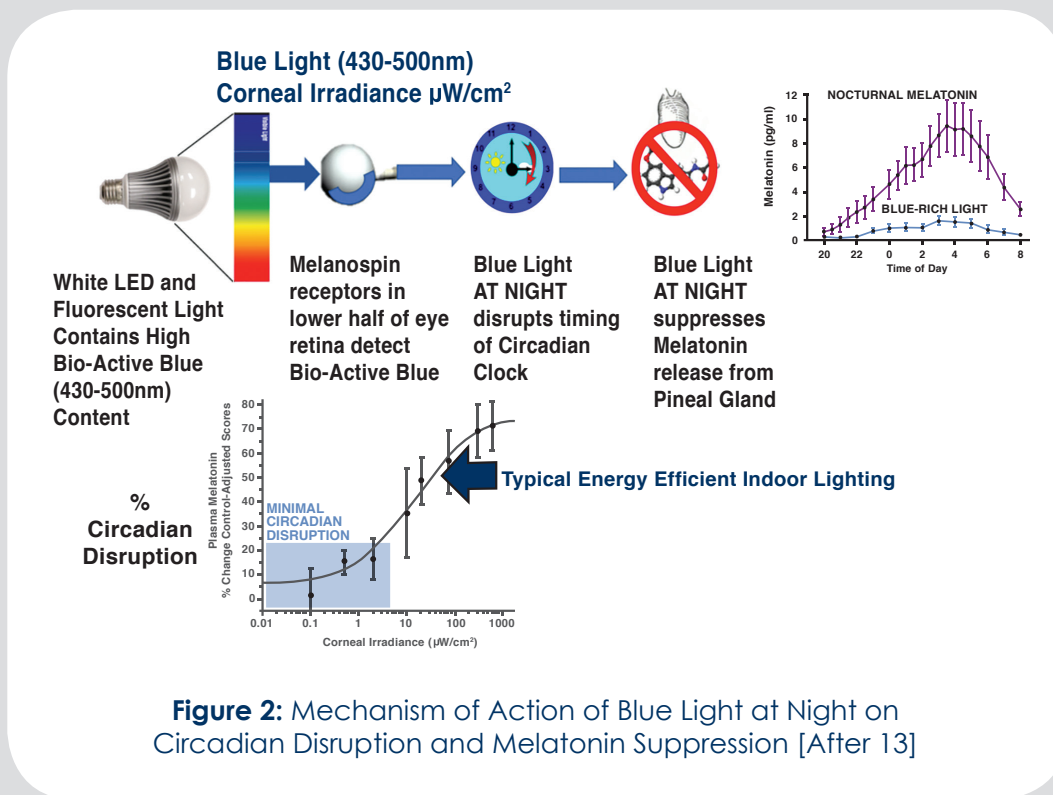 Blue Light (430-500nm)
Corneal Irradiance µW/cm²
White LED and
Fluorescent Light
Contains High
Bio-Active Blue
(430-500nm)
Content
Melanospin
receptors in
lower half of eye
retina detect
Bio-Active Blue
Blue Light
AT NIGHT
disrupts timing
of Circadian
Clock
Blue Light
AT NIGHT
suppresses
Melatonin
release from
Pineal Gland
NOCTURNAL MELATONIN
BLUE-RICH LIGHT
Melatonin (pg/ml)
12
10
8
6
4
2
0
20 22 0 2 4 6 8
Time of Day
%
Circadian
Disruption
Plasma Melatonin
% Change Control-Adjusted Scores
80
70
60
50
40
30
20
10
0
MINIMAL
CIRCADIAN
DISRUPTION
Typical Energy Efficient Indoor Lighting
0.01 0.1 1 10 100 1000
Corneal Irradiance (µW/cm²)
Figure 2: Mechanism of Action of Blue Light at Night on
Circadian Disruption and Melatonin Suppression [After 13]